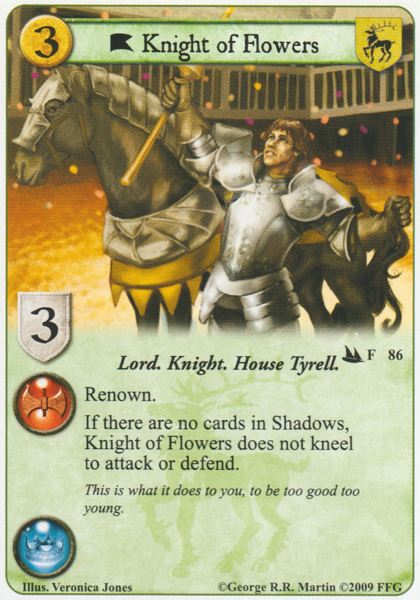 3
Knight of Flowers
3
Lord. Knight. House Tyrell.
F 86
Renown.
If there are no cards in Shadows,
Knight of Flowers does not kneel
to attack or defend.
This is what it does to you, to be too good too
young.
Illus. Veronica Jones
©George R.R. Martin ©2009 FFG